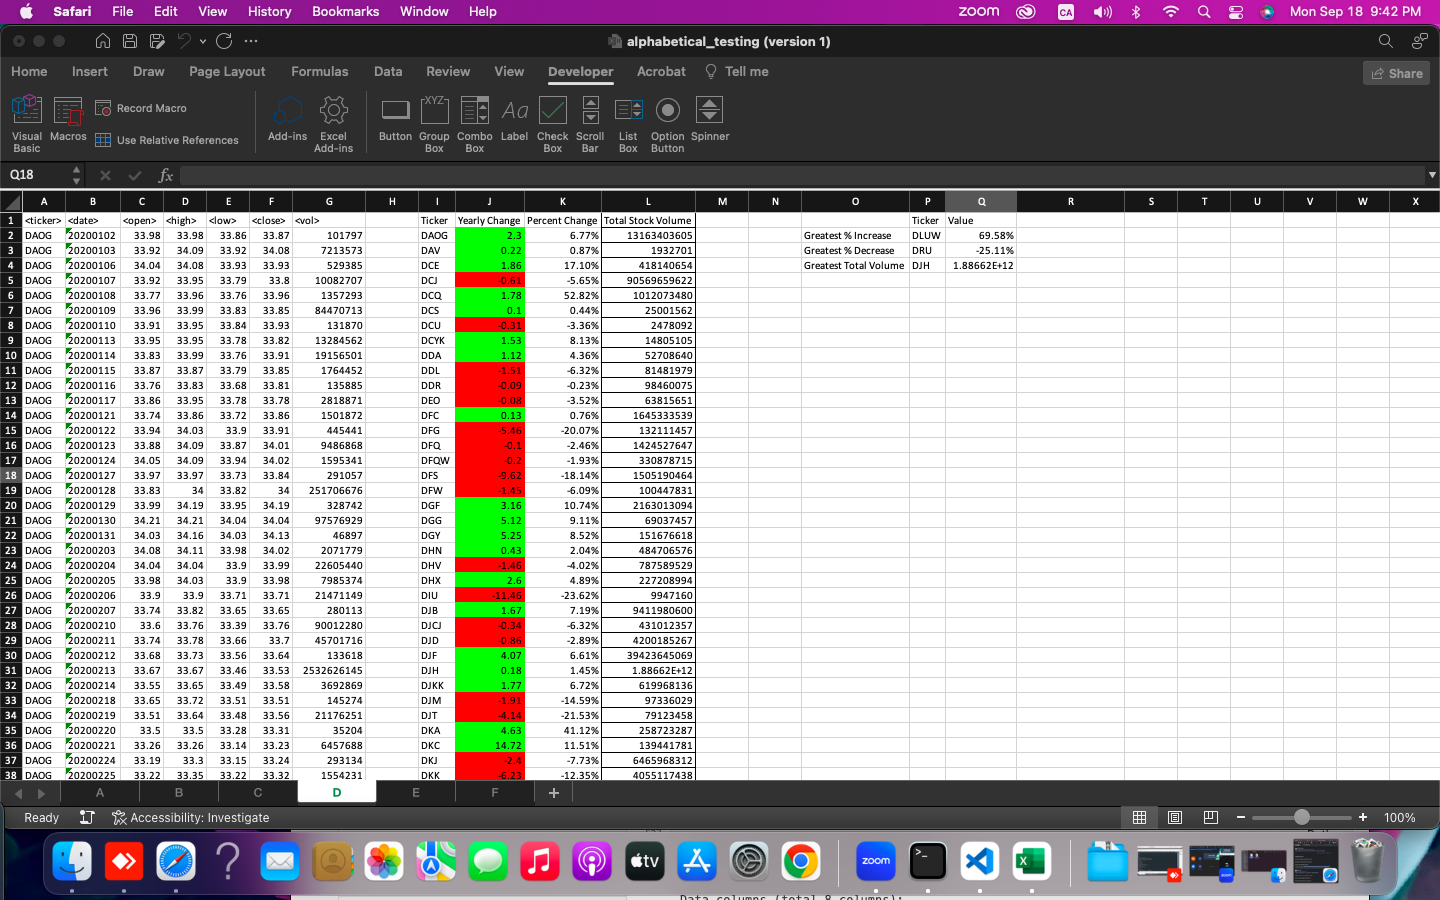 Safari File Edit View History Bookmarks Window Help zoom CA Mon Sep 18 9:42 PM
alphabetical_testing (version 1)
Home Insert Draw Page Layout Formulas Data Review View Developer Acrobat Tell me Share
Record Macro
Use Relative References
Visual Basic Macros Add-ins Excel Add-ins Button Group Box Combo Box Label Check Box Scroll Bar List Box Option Button Spinner
XYZ Aa
Q18 fx
A B C D E F G H I J K L M N O P Q R S T U V W X
1 <ticker> <date> <open> <high> <low> <close> <vol> Ticker Yearly Change Percent Change Total Stock Volume Ticker Value
2 DAOG 20200102 33.98 33.98 33.86 33.87 101797 DAOG 2.3 6.77% 13163403605 Greatest % Increase DLUW 69.58%
3 DAOG 20200103 33.92 34.09 33.92 34.08 7213573 DAV 0.22 0.87% 1932701 Greatest % Decrease DRU -25.11%
4 DAOG 20200106 34.04 34.08 33.93 33.93 529385 DCE 1.86 17.10% 418140654 Greatest Total Volume DJH 1.88662E+12
5 DAOG 20200107 33.92 33.95 33.79 33.8 10082707 DCJ -0.61 -5.65% 90569659622
6 DAOG 20200108 33.77 33.96 33.76 33.96 1357293 DCQ 1.78 52.82% 1012073480
7 DAOG 20200109 33.96 33.99 33.83 33.85 84470713 DCS 0.1 0.44% 25001562
8 DAOG 20200110 33.91 33.95 33.84 33.93 131870 DCU -0.31 -3.36% 2478092
9 DAOG 20200113 33.95 33.95 33.78 33.82 13284562 DCYK 1.53 8.13% 14805105
10 DAOG 20200114 33.83 33.99 33.76 33.91 19156501 DDA 1.12 4.36% 52708640
11 DAOG 20200115 33.87 33.87 33.79 33.85 1764452 DDL -1.51 -6.32% 81481979
12 DAOG 20200116 33.76 33.83 33.68 33.81 135885 DDR -0.09 -0.23% 98460075
13 DAOG 20200117 33.86 33.95 33.78 33.78 2818871 DEO -0.08 -3.52% 63815651
14 DAOG 20200121 33.74 33.86 33.72 33.86 1501872 DFC 0.13 0.76% 1645333539
15 DAOG 20200122 33.94 34.03 33.9 33.91 445441 DFG -5.46 -20.07% 132111457
16 DAOG 20200123 33.88 34.09 33.87 34.01 9486868 DFQ -0.1 -2.46% 1424527647
17 DAOG 20200124 34.05 34.09 33.94 34.02 1595341 DFQW -0.2 -1.93% 330878715
18 DAOG 20200127 33.97 33.97 33.73 33.84 291057 DFS -9.62 -18.14% 1505190464
19 DAOG 20200128 33.83 34 33.82 34 251706676 DFW -1.45 -6.09% 100447831
20 DAOG 20200129 33.99 34.19 33.95 34.19 328742 DGF 3.16 10.74% 2163013094
21 DAOG 20200130 34.21 34.21 34.04 34.04 97576929 DGG 5.12 9.11% 69037457
22 DAOG 20200131 34.03 34.16 34.03 34.13 46897 DGY 5.25 8.52% 151676618
23 DAOG 20200203 34.08 34.11 33.98 34.02 2071779 DHN 0.43 2.04% 484706576
24 DAOG 20200204 34.04 34.04 33.9 33.99 22605440 DHV -1.46 -4.02% 787589529
25 DAOG 20200205 33.98 34.03 33.9 33.98 7985374 DHX 2.6 4.89% 227208994
26 DAOG 20200206 33.9 33.9 33.71 33.71 21471149 DIU -11.46 -23.62% 9947160
27 DAOG 20200207 33.74 33.82 33.65 33.65 280113 DJB 1.67 7.19% 9411980600
28 DAOG 20200210 33.6 33.76 33.39 33.76 90012280 DJCJ -0.34 -6.32% 431012357
29 DAOG 20200211 33.74 33.78 33.66 33.7 45701716 DJD -0.86 -2.89% 4200185267
30 DAOG 20200212 33.68 33.73 33.56 33.64 133618 DJF 4.07 6.61% 39423645069
31 DAOG 20200213 33.67 33.67 33.46 33.53 2532626145 DJH 0.18 1.45% 1.88662E+12
32 DAOG 20200214 33.55 33.65 33.49 33.58 3692869 DJKK 1.77 6.72% 619968136
33 DAOG 20200218 33.65 33.72 33.51 33.51 145274 DJM -1.91 -14.59% 97336029
34 DAOG 20200219 33.51 33.64 33.48 33.56 21176251 DJT -4.14 -21.53% 79123458
35 DAOG 20200220 33.5 33.5 33.28 33.31 35204 DKA 4.63 41.12% 258723287
36 DAOG 20200221 33.26 33.26 33.14 33.23 6457688 DKC 14.72 11.51% 139441781
37 DAOG 20200224 33.19 33.3 33.15 33.24 293134 DKJ -2.4 -7.73% 6465968312
38 DAOG 20200225 33.22 33.35 33.22 33.32 1554231 DKK -6.23 -12.35% 4055117438
A B C D E F +
Ready Accessibility: Investigate 100%
tv zoom
Data columns (total 8 columns):